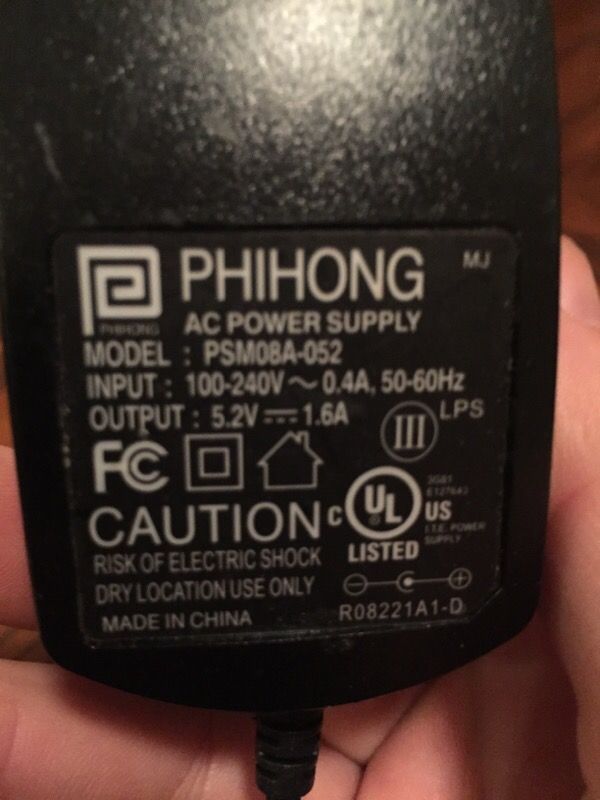 PHIHONG
MJ
PHIHONG
AC POWER SUPPLY
MODEL : PSM08A-052
INPUT : 100-240V ~ 0.4A, 50-60Hz
OUTPUT : 5.2V ⎓ 1.6A
III
LPS
FC
CAUTION
c UL US
LISTED
I.T.E. POWER
SUPPLY
RISK OF ELECTRIC SHOCK
DRY LOCATION USE ONLY
MADE IN CHINA
R08221A1-D